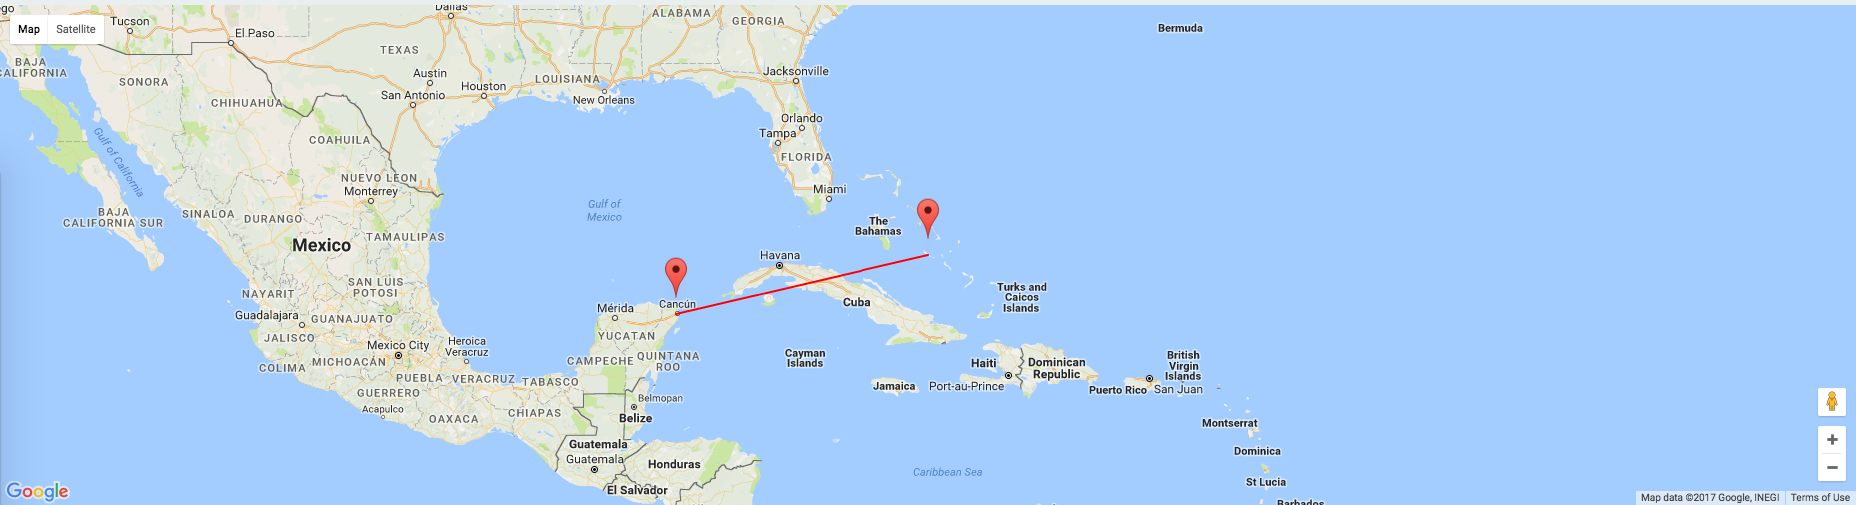 Dallas
ALABAMA
GEORGIA
Bermuda
Tucson
Map
Satellite
El Paso
TEXAS
BAJA
CALIFORNIA
SONORA
Austin
Houston
LOUISIANA
Jacksonville
San Antonio
New Orleans
CHIHUAHUA
Orlando
Tampa
COAHUILA
Gulf of California
FLORIDA
NUEVO LEON
Monterrey
Miami
Gulf of
Mexico
BAJA
CALIFORNIA SUR
SINALOA
DURANGO
The
Bahamas
TAMAULIPAS
Mexico
Havana
SAN LUIS
POTOSI
NAYARIT
Turks and
Caicos
Islands
Cancún
Mérida
Cuba
Guadalajara
GUANAJUATO
JALISCO
YUCATAN
Mexico City
Heroica
Veracruz
MICHOACÁN
COLIMA
CAMPECHE
QUINTANA
ROO
Cayman
Islands
Haiti
Dominican
Republic
British
Virgin
Islands
PUEBLA
VERACRUZ
TABASCO
Jamaica
Port-au-Prince
Puerto Rico
San Juan
GUERRERO
Acapulco
OAXACA
CHIAPAS
Belmopan
Belize
Montserrat
Guatemala
Guatemala
Honduras
Dominica
Caribbean Sea
El Salvador
St Lucia
Barbados
Google
Map data ©2017 Google, INEGI
Terms of Use